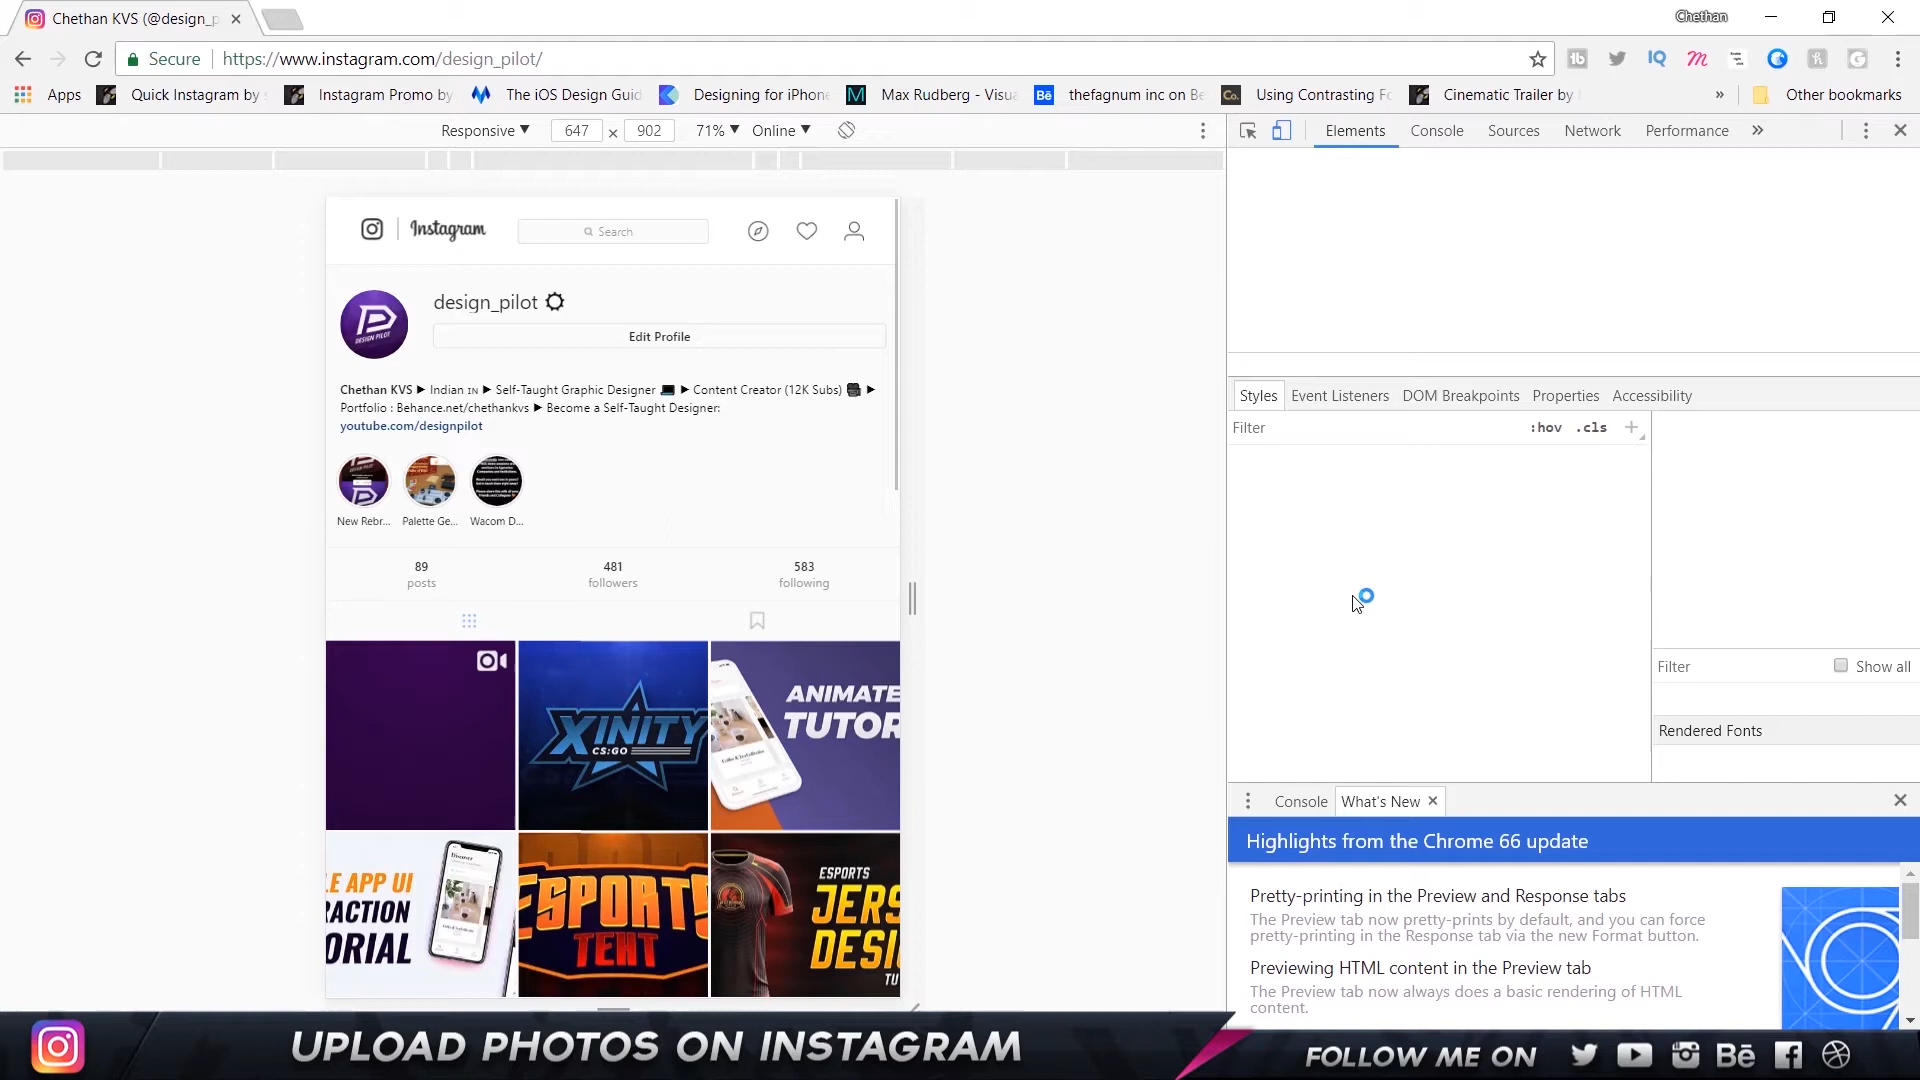 Chethan KVS (@design_p
Chethan
Secure
https://www.instagram.com/design_pilot/
Apps
Quick Instagram by
Instagram Promo by
The iOS Design Guid
Designing for iPhone
Max Rudberg - Visua
thefagnum inc on Be
Using Contrasting Fo
Cinematic Trailer by
»
Other bookmarks
Responsive ▼
647 x 902
71% ▼
Online ▼
Elements
Console
Sources
Network
Performance
»
Instagram
Search
design_pilot
DESIGN PILOT
Edit Profile
Chethan KVS ► Indian IN ► Self-Taught Graphic Designer ► Content Creator (12K Subs) ►
Portfolio : Behance.net/chethankvs ► Become a Self-Taught Designer:
youtube.com/designpilot
New Rebr...
Palette Ge...
Wacom D...
89
posts
481
followers
583
following
XINITY
CS:GO
ANIMATE
TUTOR
LE APP UI
RACTION
ORIAL
Discover
ESPORTS
TEHT
ESPORTS
JERS
DESI
TU
Styles
Event Listeners
DOM Breakpoints
Properties
Accessibility
Filter
:hov
.cls
+
Filter
Show all
Rendered Fonts
Console
What's New
Highlights from the Chrome 66 update
Pretty-printing in the Preview and Response tabs
The Preview tab now pretty-prints by default, and you can force
pretty-printing in the Response tab via the new Format button.
Previewing HTML content in the Preview tab
The Preview tab now always does a basic rendering of HTML
content.
UPLOAD PHOTOS ON INSTAGRAM
FOLLOW ME ON
Bē